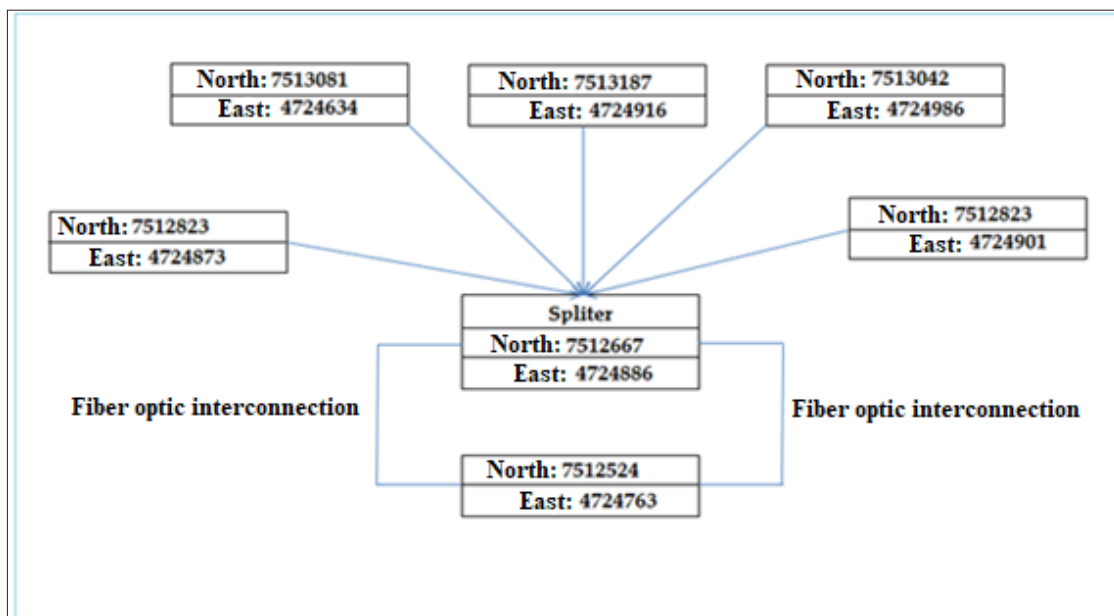 North: 7513081
East: 4724634
North: 7513187
East: 4724916
North: 7513042
East: 4724986
North: 7512823
East: 4724873
North: 7512823
East: 4724901
Spliter
North: 7512667
East: 4724886
Fiber optic interconnection
Fiber optic interconnection
North: 7512524
East: 4724763